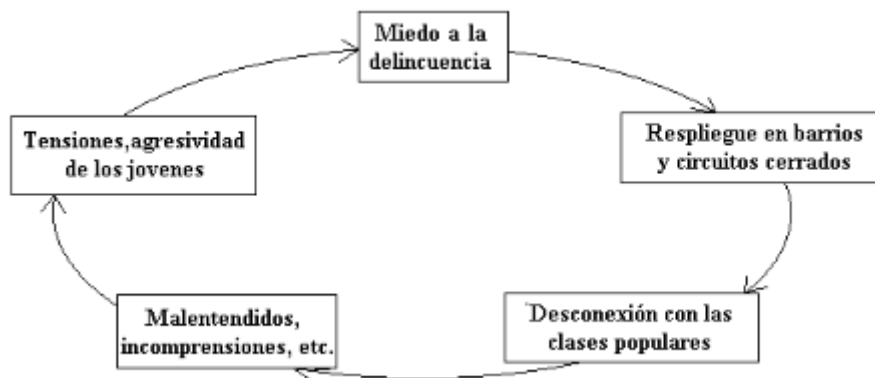 Miedo a la
delincuencia
Respliegue en barrios
y circuitos cerrados
Desconexión con las
clases populares
Malentendidos,
incomprensiones, etc.
Tensiones,agresividad
de los jovenes